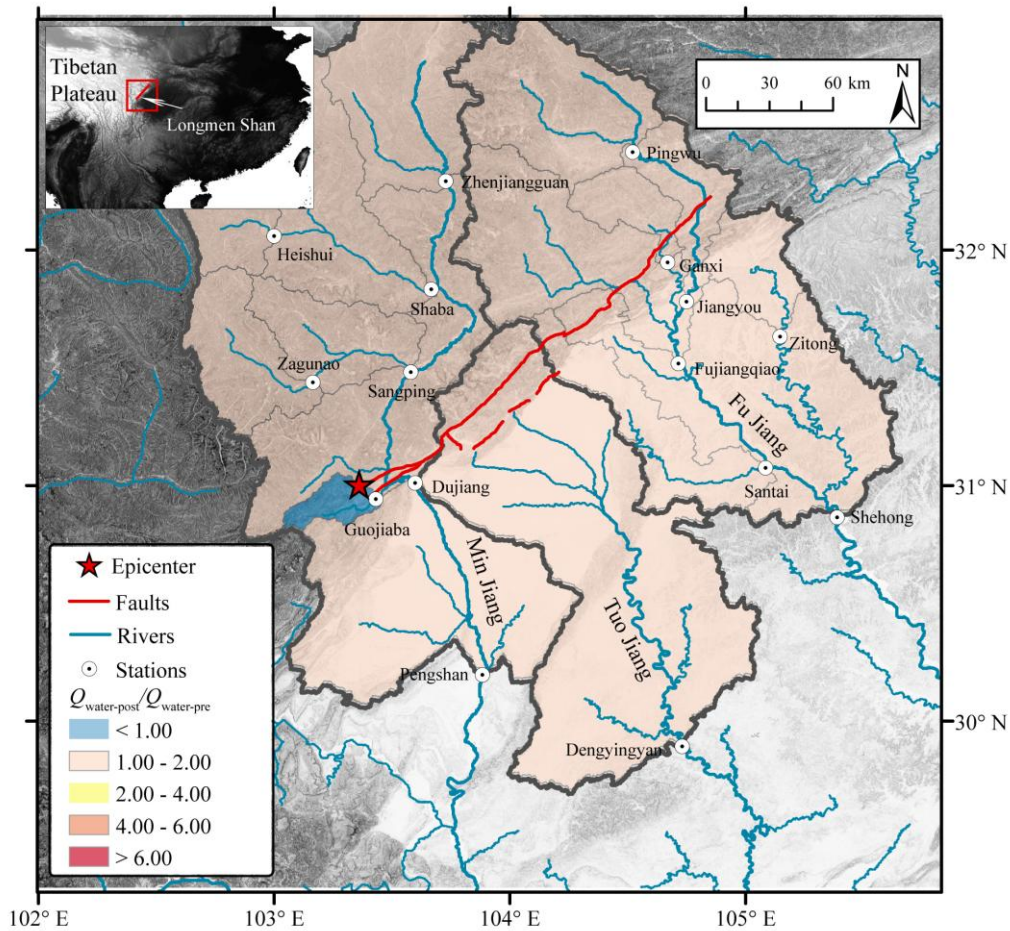 Tibetan
Plateau
Longmen Shan
0 30 60 km
N
Pingwu
Zhenjiangguan
Heishui
32° N
Ganxi
Shaba
Jiangyou
Zitong
Zagunao
Sangping
Fujiangqiao
Fu Jiang
Santai
31° N
Dujiang
Guojiaba
Shehong
Min Jiang
Tuo Jiang
Pengshan
30° N
Dengyingyan
Epicenter
Faults
Rivers
Stations
Qwater-post/Qwater-pre
< 1.00
1.00 - 2.00
2.00 - 4.00
4.00 - 6.00
> 6.00
102° E 103° E 104° E 105° E